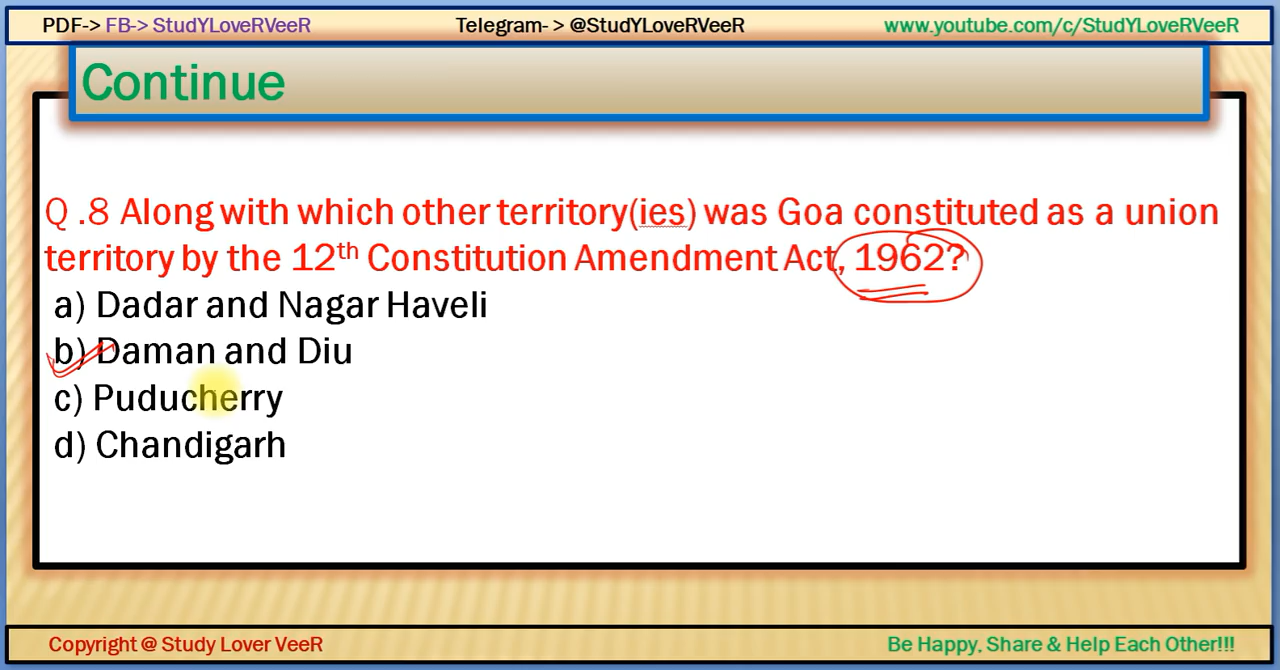 PDF-> FB-> StudYLoveRVeeR Telegram- > @StudYLoveRVeeR www.youtube.com/c/StudYLoveRVeeR
Continue
Q .8 Along with which other territory(ies) was Goa constituted as a union
territory by the 12th Constitution Amendment Act, 1962?
a) Dadar and Nagar Haveli
b) Daman and Diu
c) Puducherry
d) Chandigarh
Copyright @ Study Lover VeeR Be Happy, Share & Help Each Other!!!